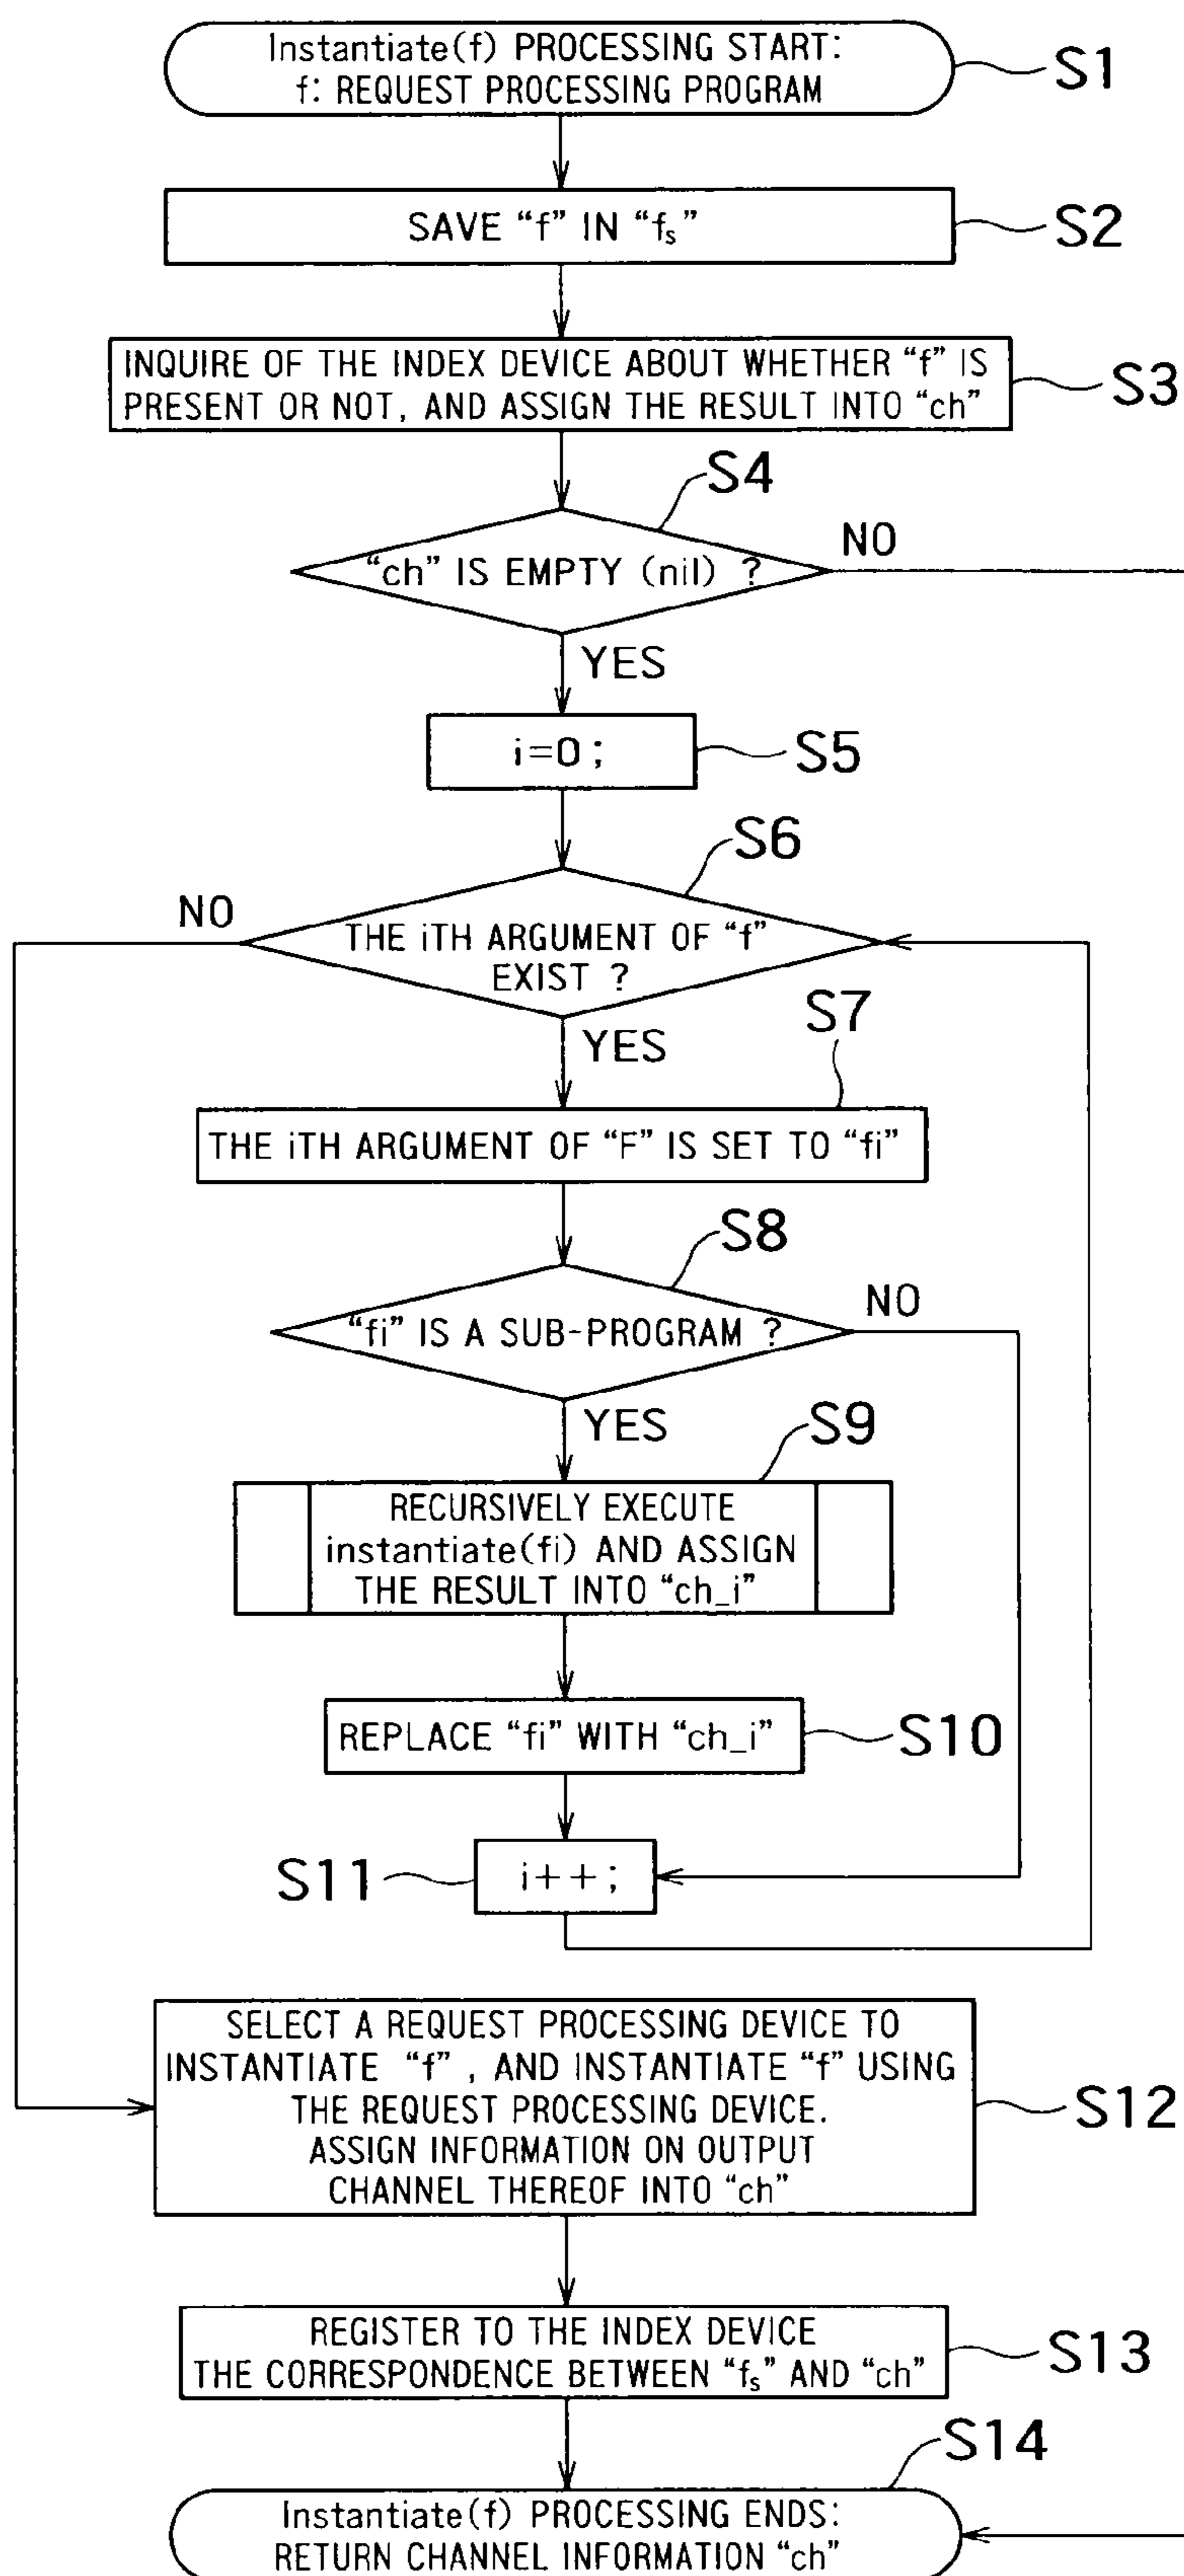 Instantiate(f) PROCESSING START:
f: REQUEST PROCESSING PROGRAM
S1
SAVE “f” IN “fs”
S2
INQUIRE OF THE INDEX DEVICE ABOUT WHETHER “f” IS
PRESENT OR NOT, AND ASSIGN THE RESULT INTO “ch”
S3
S4
“ch” IS EMPTY (nil) ?
NO
YES
i=0;
S5
S6
NO
THE iTH ARGUMENT OF “f”
EXIST ?
YES
S7
THE iTH ARGUMENT OF “F” IS SET TO “fi”
S8
“fi” IS A SUB-PROGRAM ?
NO
YES
S9
RECURSIVELY EXECUTE
instantiate(fi) AND ASSIGN
THE RESULT INTO “ch_i”
REPLACE “fi” WITH “ch_i”
S10
S11
i++;
SELECT A REQUEST PROCESSING DEVICE TO
INSTANTIATE “f”, AND INSTANTIATE “f” USING
THE REQUEST PROCESSING DEVICE.
ASSIGN INFORMATION ON OUTPUT
CHANNEL THEREOF INTO “ch”
S12
REGISTER TO THE INDEX DEVICE
THE CORRESPONDENCE BETWEEN “fs” AND “ch”
S13
S14
Instantiate(f) PROCESSING ENDS:
RETURN CHANNEL INFORMATION “ch”